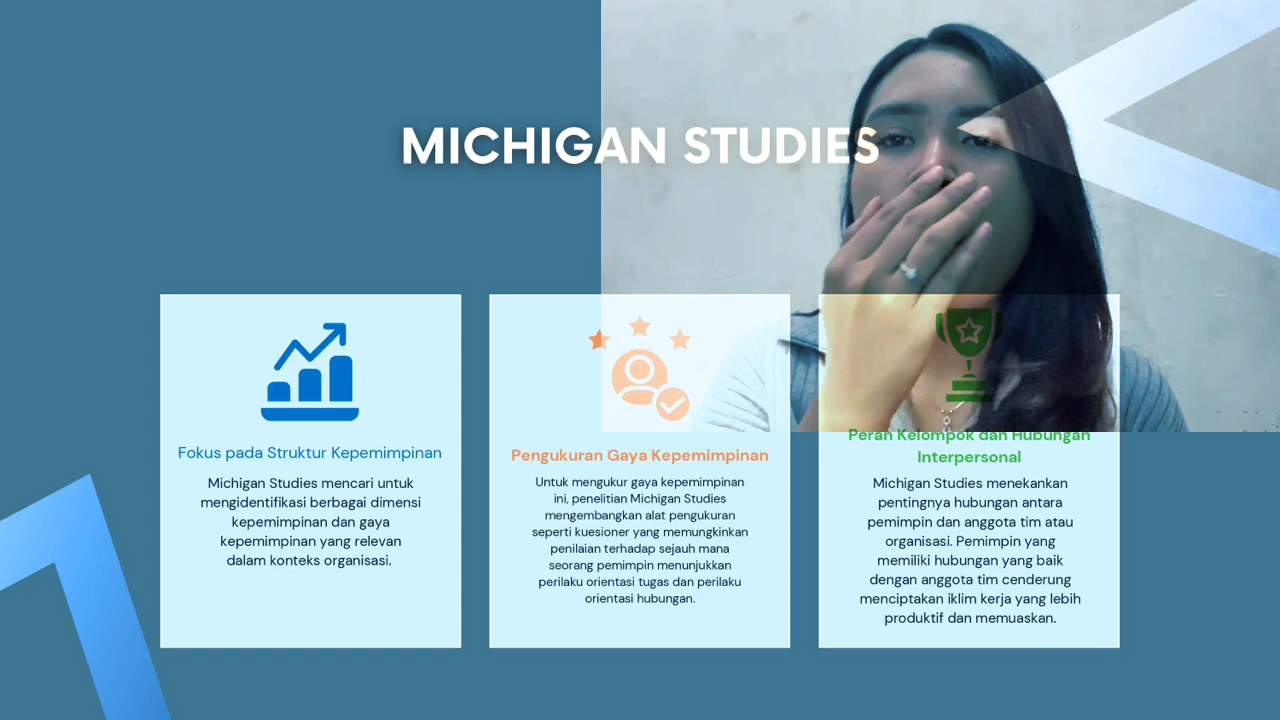 MICHIGAN STUDIES
Fokus pada Struktur Kepemimpinan
Michigan Studies mencari untuk
mengidentifikasi berbagai dimensi
kepemimpinan dan gaya
kepemimpinan yang relevan
dalam konteks organisasi.
Pengukuran Gaya Kepemimpinan
Untuk mengukur gaya kepemimpinan
ini, penelitian Michigan Studies
mengembangkan alat pengukuran
seperti kuesioner yang memungkinkan
penilaian terhadap sejauh mana
seorang pemimpin menunjukkan
perilaku orientasi tugas dan perilaku
orientasi hubungan.
Peran Kelompok dan Hubungan
Interpersonal
Michigan Studies menekankan
pentingnya hubungan antara
pemimpin dan anggota tim atau
organisasi. Pemimpin yang
memiliki hubungan yang baik
dengan anggota tim cenderung
menciptakan iklim kerja yang lebih
produktif dan memuaskan.